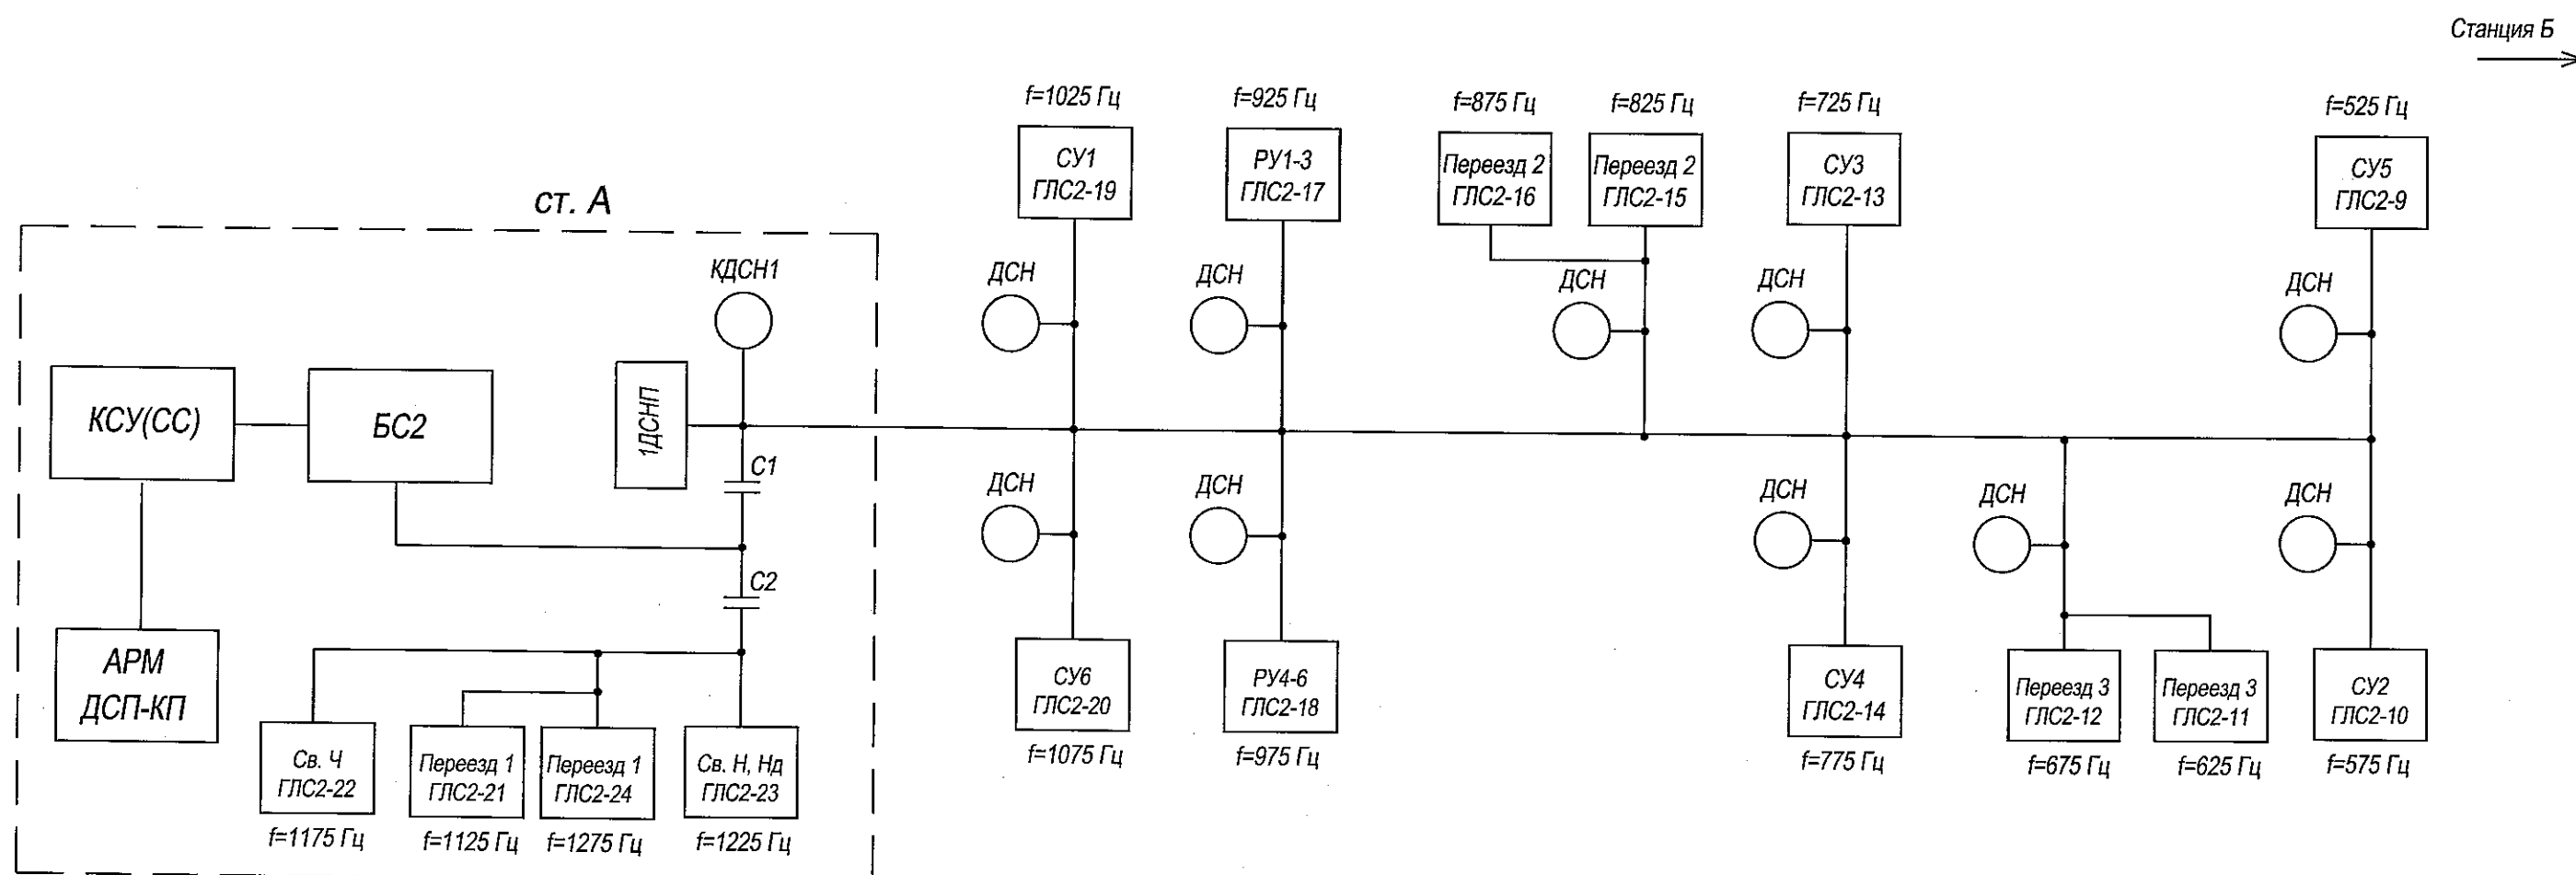 Станция Б
f=1025 Гц
f=925 Гц
f=875 Гц
f=825 Гц
f=725 Гц
f=525 Гц
СУ1
ГЛС2-19
РУ1-3
ГЛС2-17
Переезд 2
ГЛС2-16
Переезд 2
ГЛС2-15
СУ3
ГЛС2-13
СУ5
ГЛС2-9
ст. А
КДСН1
ДСН
ДСН
ДСН
ДСН
ДСН
КСУ(СС)
БС2
1ДСНП
С1
ДСН
ДСН
ДСН
ДСН
ДСН
С2
АРМ
ДСП-КП
СУ6
ГЛС2-20
РУ4-6
ГЛС2-18
СУ4
ГЛС2-14
Переезд 3
ГЛС2-12
Переезд 3
ГЛС2-11
СУ2
ГЛС2-10
f=1075 Гц
f=975 Гц
f=775 Гц
f=675 Гц
f=625 Гц
f=575 Гц
Св. Ч
ГЛС2-22
Переезд 1
ГЛС2-21
Переезд 1
ГЛС2-24
Св. Н, Нд
ГЛС2-23
f=1175 Гц
f=1125 Гц
f=1275 Гц
f=1225 Гц